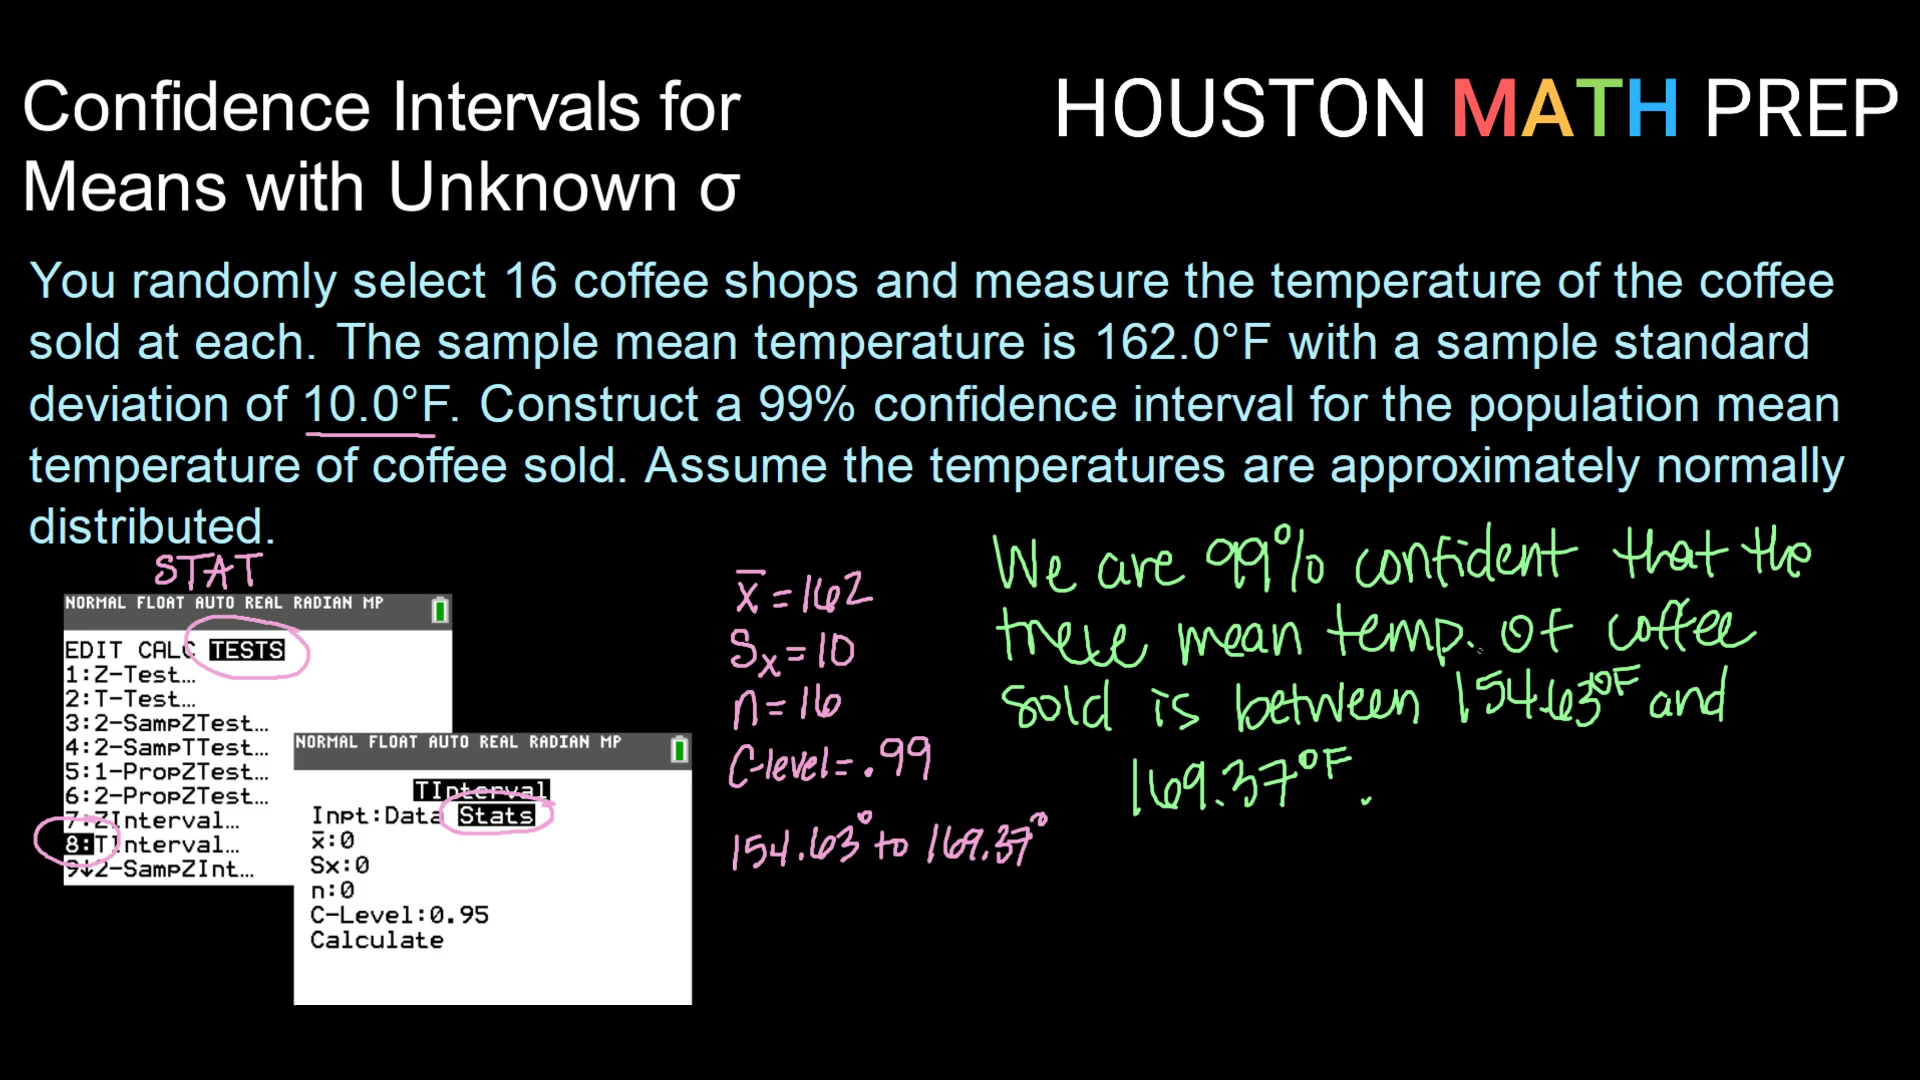 Confidence Intervals for
Means with Unknown σ
HOUSTON MATH PREP
You randomly select 16 coffee shops and measure the temperature of the coffee
sold at each. The sample mean temperature is 162.0°F with a sample standard
deviation of 10.0°F. Construct a 99% confidence interval for the population mean
temperature of coffee sold. Assume the temperatures are approximately normally
distributed.
STAT
NORMAL FLOAT AUTO REAL RADIAN MP
EDIT CALC TESTS
1:Z-Test…
2:T-Test…
3:2-SampZTest…
4:2-SampTTest…
5:1-PropZTest…
6:2-PropZTest…
7:ZInterval…
8:TInterval…
9↓2-SampZInt…
NORMAL FLOAT AUTO REAL RADIAN MP
TInterval
Inpt:Data Stats
x̄:0
Sx:0
n:0
C-Level:0.95
Calculate
x̄ = 162
Sx = 10
n = 16
C-level = .99
154.63° to 169.37°
We are 99% confident that the
true mean temp. of coffee
sold is between 154.63°F and
169.37°F.